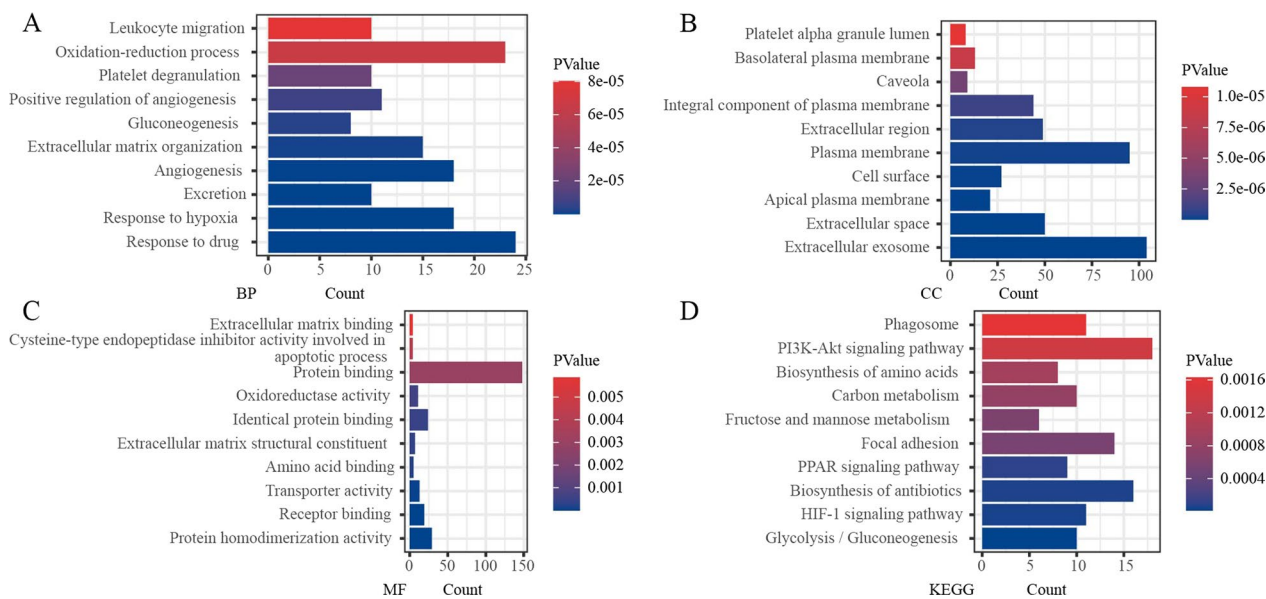 A
Leukocyte migration
Oxidation-reduction process
Platelet degranulation
Positive regulation of angiogenesis
Gluconeogenesis
Extracellular matrix organization
Angiogenesis
Excretion
Response to hypoxia
Response to drug
0 5 10 15 20 25
BP Count
PValue
8e-05
6e-05
4e-05
2e-05
B
Platelet alpha granule lumen
Basolateral plasma membrane
Caveola
Integral component of plasma membrane
Extracellular region
Plasma membrane
Cell surface
Apical plasma membrane
Extracellular space
Extracellular exosome
0 25 50 75 100
CC Count
PValue
1.0e-05
7.5e-06
5.0e-06
2.5e-06
C
Extracellular matrix binding
Cysteine-type endopeptidase inhibitor activity involved in
apoptotic process
Protein binding
Oxidoreductase activity
Identical protein binding
Extracellular matrix structural constituent
Amino acid binding
Transporter activity
Receptor binding
Protein homodimerization activity
0 50 100 150
MF Count
PValue
0.005
0.004
0.003
0.002
0.001
D
Phagosome
PI3K-Akt signaling pathway
Biosynthesis of amino acids
Carbon metabolism
Fructose and mannose metabolism
Focal adhesion
PPAR signaling pathway
Biosynthesis of antibiotics
HIF-1 signaling pathway
Glycolysis / Gluconeogenesis
0 5 10 15
KEGG Count
PValue
0.0016
0.0012
0.0008
0.0004